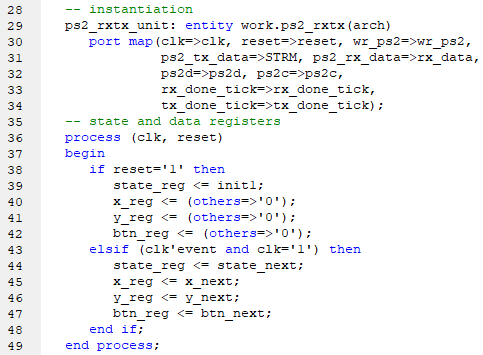 28 -- instantiation
29 ps2_rxtx_unit: entity work.ps2_rxtx(arch)
30 port map(clk=>clk, reset=>reset, wr_ps2=>wr_ps2,
31 ps2_tx_data=>STRM, ps2_rx_data=>rx_data,
32 ps2d=>ps2d, ps2c=>ps2c,
33 rx_done_tick=>rx_done_tick,
34 tx_done_tick=>tx_done_tick);
35 -- state and data registers
36 process (clk, reset)
37 begin
38 if reset='1' then
39 state_reg <= init1;
40 x_reg <= (others=>'0');
41 y_reg <= (others=>'0');
42 btn_reg <= (others=>'0');
43 elsif (clk'event and clk='1') then
44 state_reg <= state_next;
45 x_reg <= x_next;
46 y_reg <= y_next;
47 btn_reg <= btn_next;
48 end if;
49 end process;